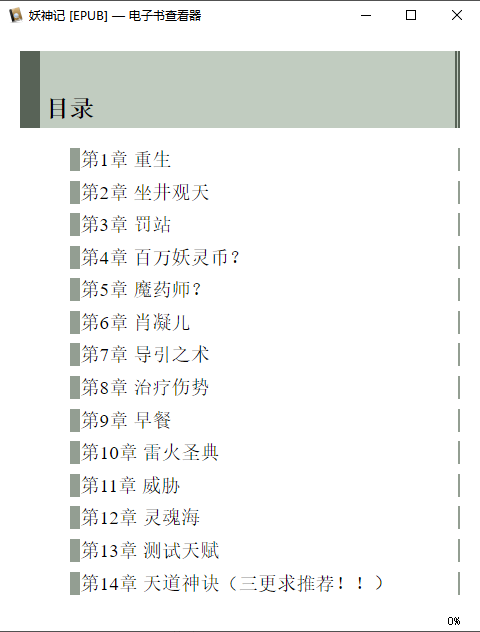 妖神记 [EPUB] — 电子书查看器
目录
第1章 重生
第2章 坐井观天
第3章 罚站
第4章 百万妖灵币？
第5章 魔药师？
第6章 肖凝儿
第7章 导引之术
第8章 治疗伤势
第9章 早餐
第10章 雷火圣典
第11章 威胁
第12章 灵魂海
第13章 测试天赋
第14章 天道神诀（三更求推荐！！）
0%